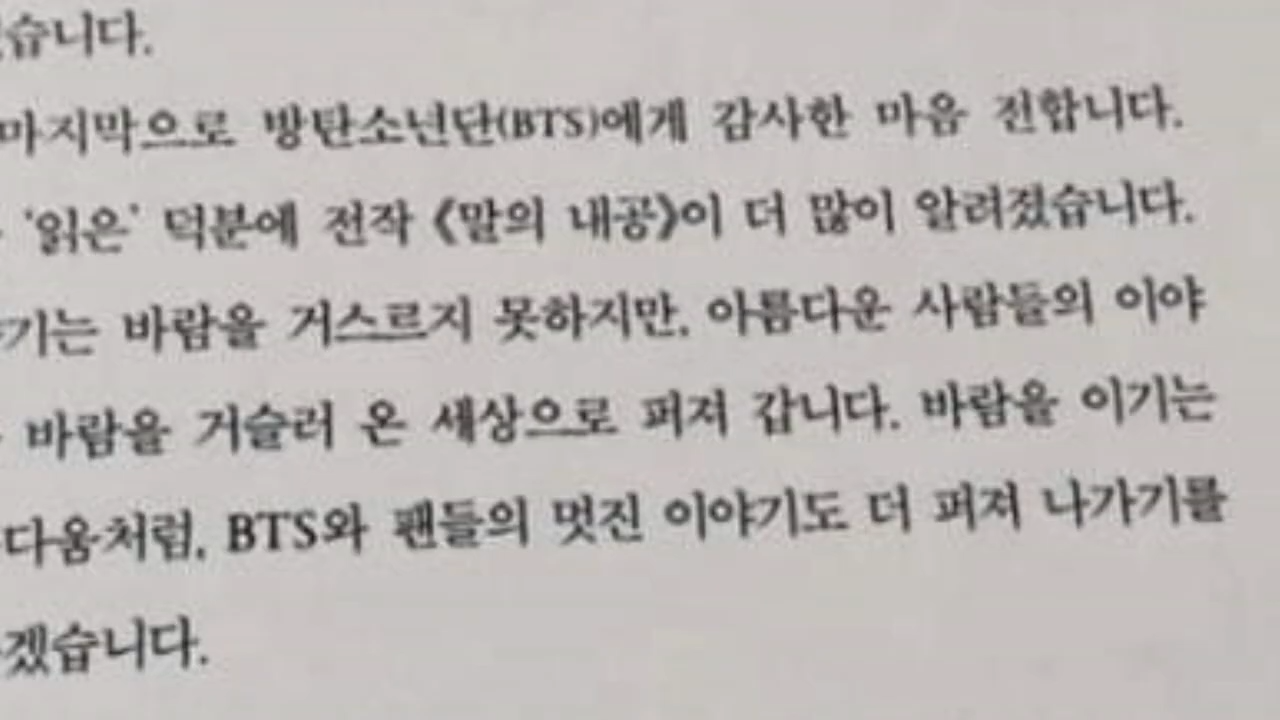 습니다.
마지막으로 방탄소년단(BTS)에게 감사한 마음 전합니다.
‘읽은’ 덕분에 전작 《말의 내공》이 더 많이 알려졌습니다.
기는 바람을 거스르지 못하지만, 아름다운 사람들의 이야
바람을 거슬러 온 세상으로 퍼져 갑니다. 바람을 이기는
다움처럼, BTS와 팬들의 멋진 이야기도 더 퍼져 나가기를
겠습니다.